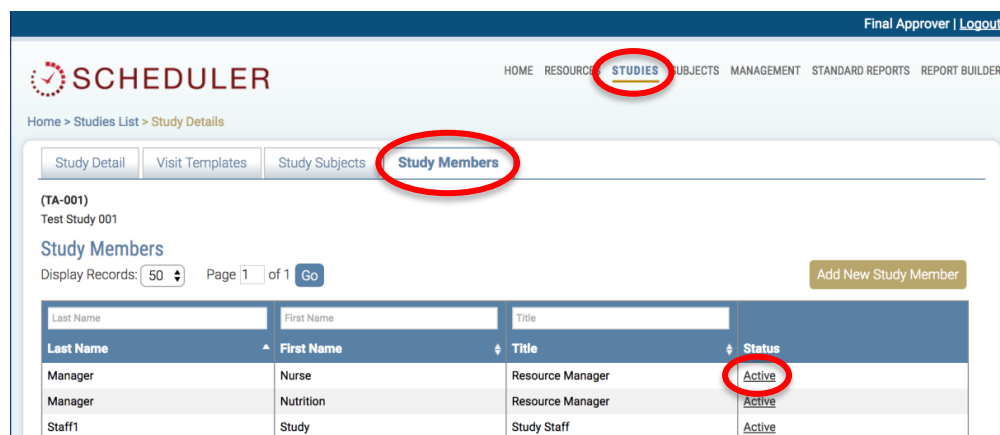 Final Approver | Logout
SCHEDULER
HOME RESOURCES STUDIES SUBJECTS MANAGEMENT STANDARD REPORTS REPORT BUILDER
Home > Studies List > Study Details
Study Detail Visit Templates Study Subjects Study Members
(TA-001)
Test Study 001
Study Members
Display Records: 50 Page 1 of 1 Go
Add New Study Member
Last Name First Name Title
Last Name First Name Title Status
Manager Nurse Resource Manager Active
Manager Nutrition Resource Manager Active
Staff1 Study Study Staff Active